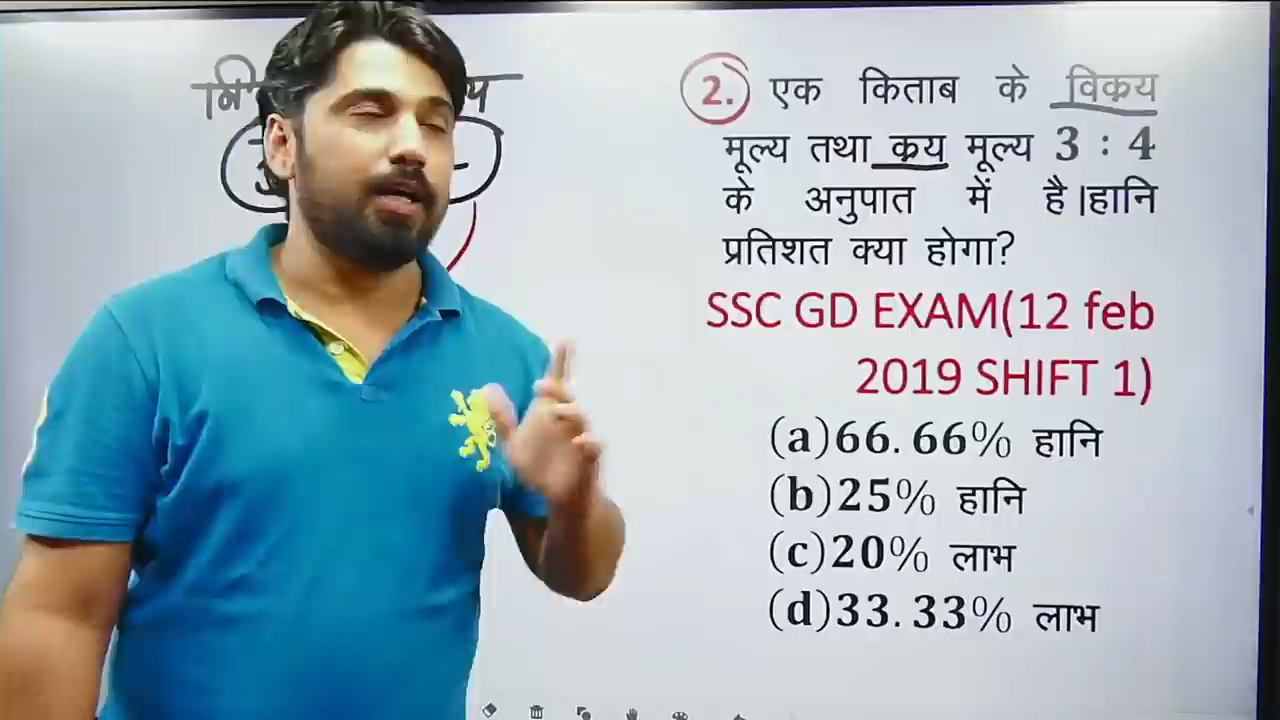 2. एक किताब के विक्रय
मूल्य तथा क्रय मूल्य 3 : 4
के अनुपात में है|हानि
प्रतिशत क्या होगा?
SSC GD EXAM(12 feb
2019 SHIFT 1)
(a)66.66% हानि
(b)25% हानि
(c)20% लाभ
(d)33.33% लाभ